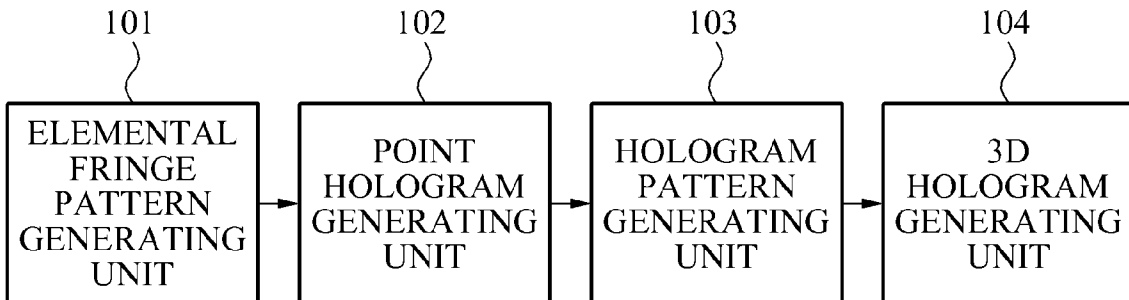 101
102
103
104
ELEMENTAL
FRINGE
PATTERN
GENERATING
UNIT
POINT
HOLOGRAM
GENERATING
UNIT
HOLOGRAM
PATTERN
GENERATING
UNIT
3D
HOLOGRAM
GENERATING
UNIT